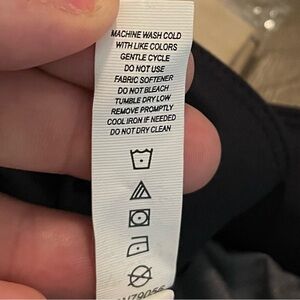 MACHINE WASH COLD
WITH LIKE COLORS
GENTLE CYCLE
DO NOT USE
FABRIC SOFTENER
DO NOT BLEACH
TUMBLE DRY LOW
REMOVE PROMPTLY
COOL IRON IF NEEDED
DO NOT DRY CLEAN